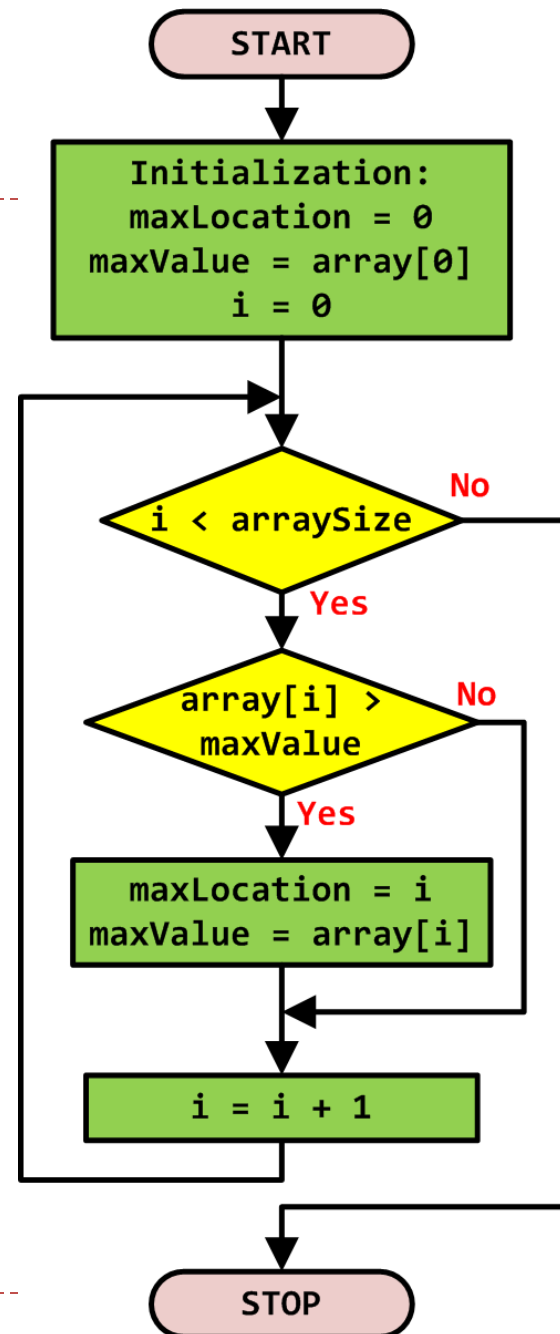 START
Initialization:
maxLocation = 0
maxValue = array[0]
i = 0
i < arraySize
No
Yes
array[i] >
maxValue
No
Yes
maxLocation = i
maxValue = array[i]
i = i + 1
STOP